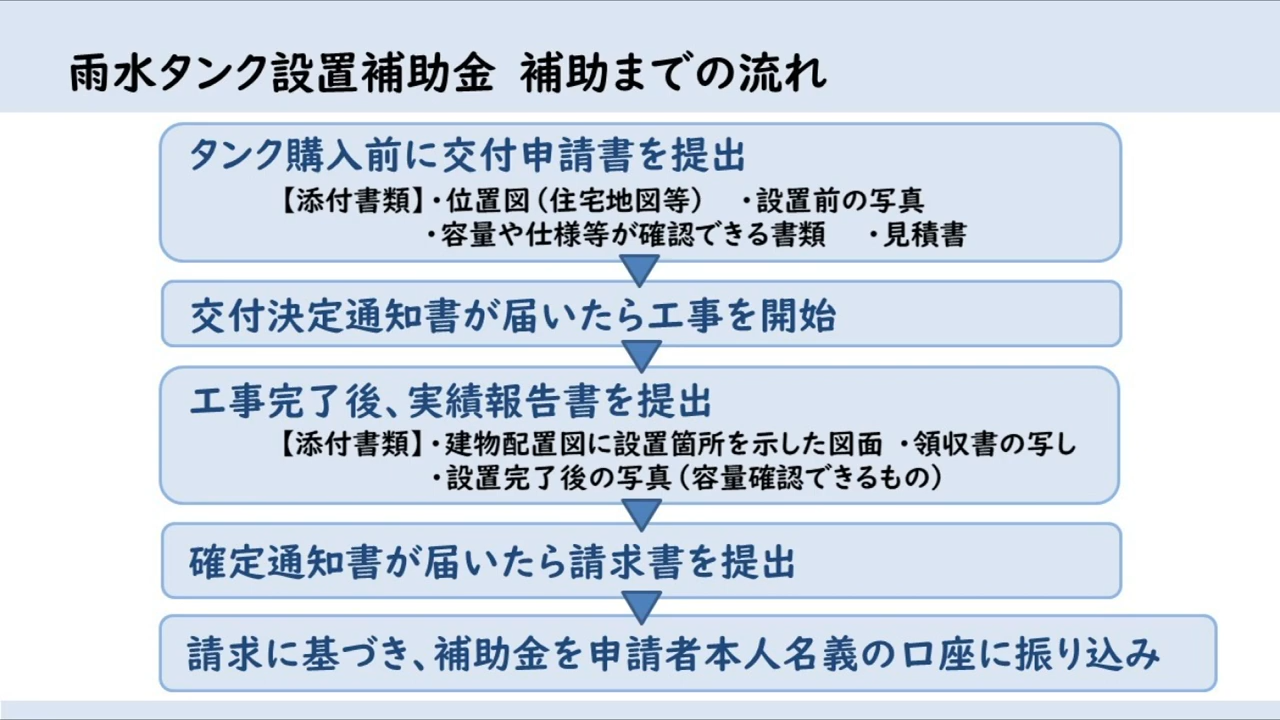 雨水タンク設置補助金 補助までの流れ
タンク購入前に交付申請書を提出
【添付書類】・位置図（住宅地図等）　・設置前の写真
・容量や仕様等が確認できる書類　・見積書
交付決定通知書が届いたら工事を開始
工事完了後、実績報告書を提出
【添付書類】・建物配置図に設置箇所を示した図面 ・領収書の写し
・設置完了後の写真（容量確認できるもの）
確定通知書が届いたら請求書を提出
請求に基づき、補助金を申請者本人名義の口座に振り込み